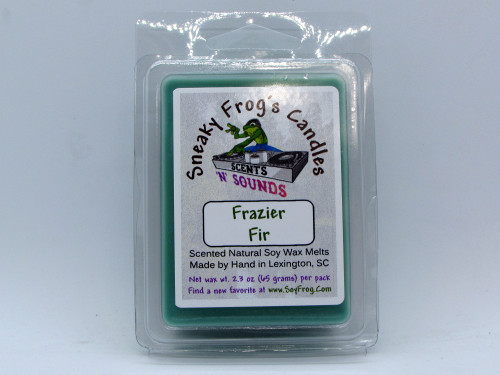 Sneaky Frog's Candles
SCENTS
'N' SOUNDS
Frazier
Fir
Scented Natural Soy Wax Melts
Made by Hand in Lexington, SC
Net wax wt. 2.3 oz (65 grams) per pack
Find a new favorite at www.SoyFrog.Com